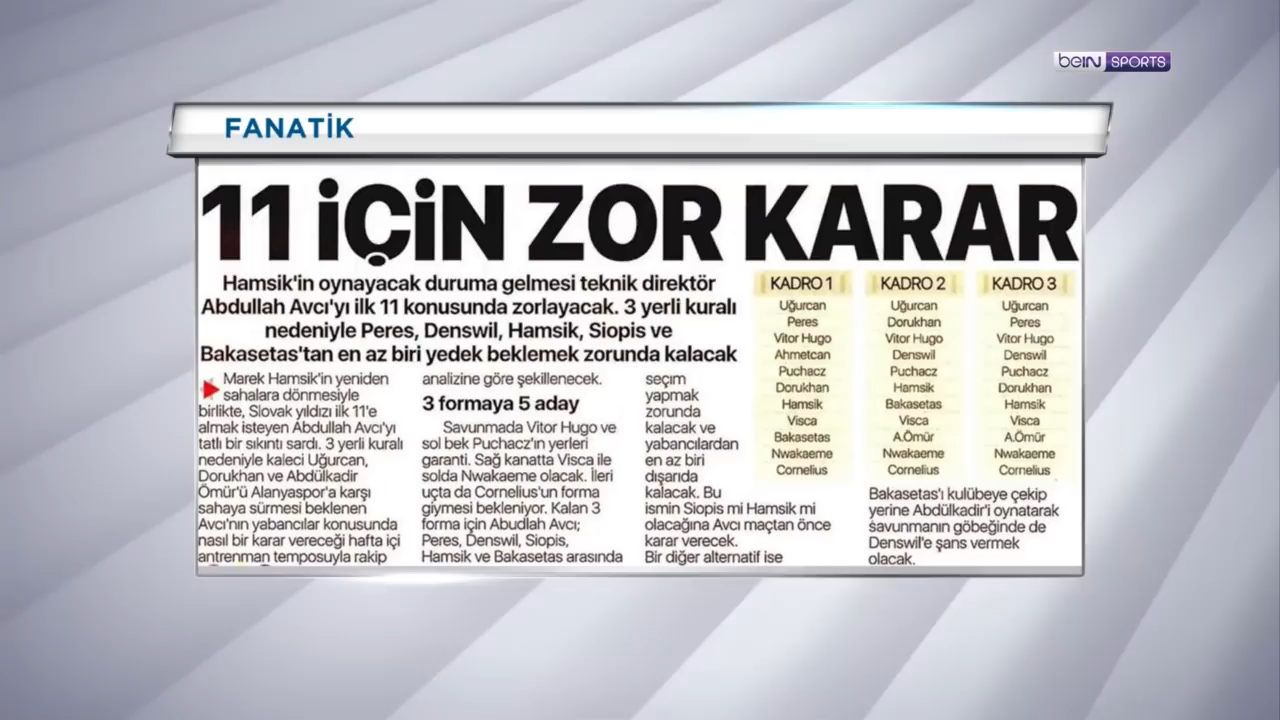 beIN SPORTS
FANATİK
11 İÇİN ZOR KARAR
Hamsik'in oynayacak duruma gelmesi teknik direktör
Abdullah Avcı'yı ilk 11 konusunda zorlayacak. 3 yerli kuralı
nedeniyle Peres, Denswil, Hamsik, Siopis ve
Bakasetas'tan en az biri yedek beklemek zorunda kalacak
Marek Hamsik'in yeniden
sahalara dönmesiyle
birlikte, Slovak yıldızı ilk 11'e
almak isteyen Abdullah Avcı'yı
tatlı bir sıkıntı sardı. 3 yerli kuralı
nedeniyle kaleci Uğurcan,
Dorukhan ve Abdülkadir
Ömür'ü Alanyaspor'a karşı
sahaya sürmesi beklenen
Avcı'nın yabancılar konusunda
nasıl bir karar vereceği hafta içi
antrenman temposuyla rakip
analizine göre şekillenecek.
3 formaya 5 aday
Savunmada Vitor Hugo ve
sol bek Puchacz'ın yerleri
garanti. Sağ kanatta Visca ile
solda Nwakaeme olacak. İleri
uçta da Cornelius'un forma
giymesi bekleniyor. Kalan 3
forma için Abudlah Avcı;
Peres, Denswil, Siopis,
Hamsik ve Bakasetas arasında
seçım
yapmak
zorunda
kalacak ve
yabancılardan
en az biri
dışarıda
kalacak. Bu
ismin Siopis mi Hamsik mi
olacağına Avcı maçtan önce
karar verecek.
Bir diğer alternatif ise
KADRO 1
Uğurcan
Peres
Vitor Hugo
Ahmetcan
Puchacz
Dorukhan
Hamsik
Visca
Bakasetas
Nwakaeme
Cornelius
KADRO 2
Uğurcan
Dorukhan
Vitor Hugo
Denswil
Puchacz
Hamsik
Bakasetas
Visca
A.Ömür
Nwakaeme
Cornelius
KADRO 3
Uğurcan
Peres
Vitor Hugo
Denswil
Puchacz
Dorukhan
Hamsik
Visca
A.Ömür
Nwakaeme
Cornelius
Bakasetas'ı kulübeye çekip
yerine Abdülkadir'i oynatarak
savunmanın göbeğinde de
Denswil'e şans vermek
olacak.